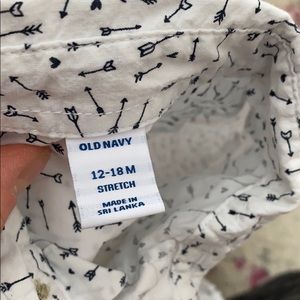 OLD NAVY
12-18 M
STRETCH
MADE IN
SRI LANKA